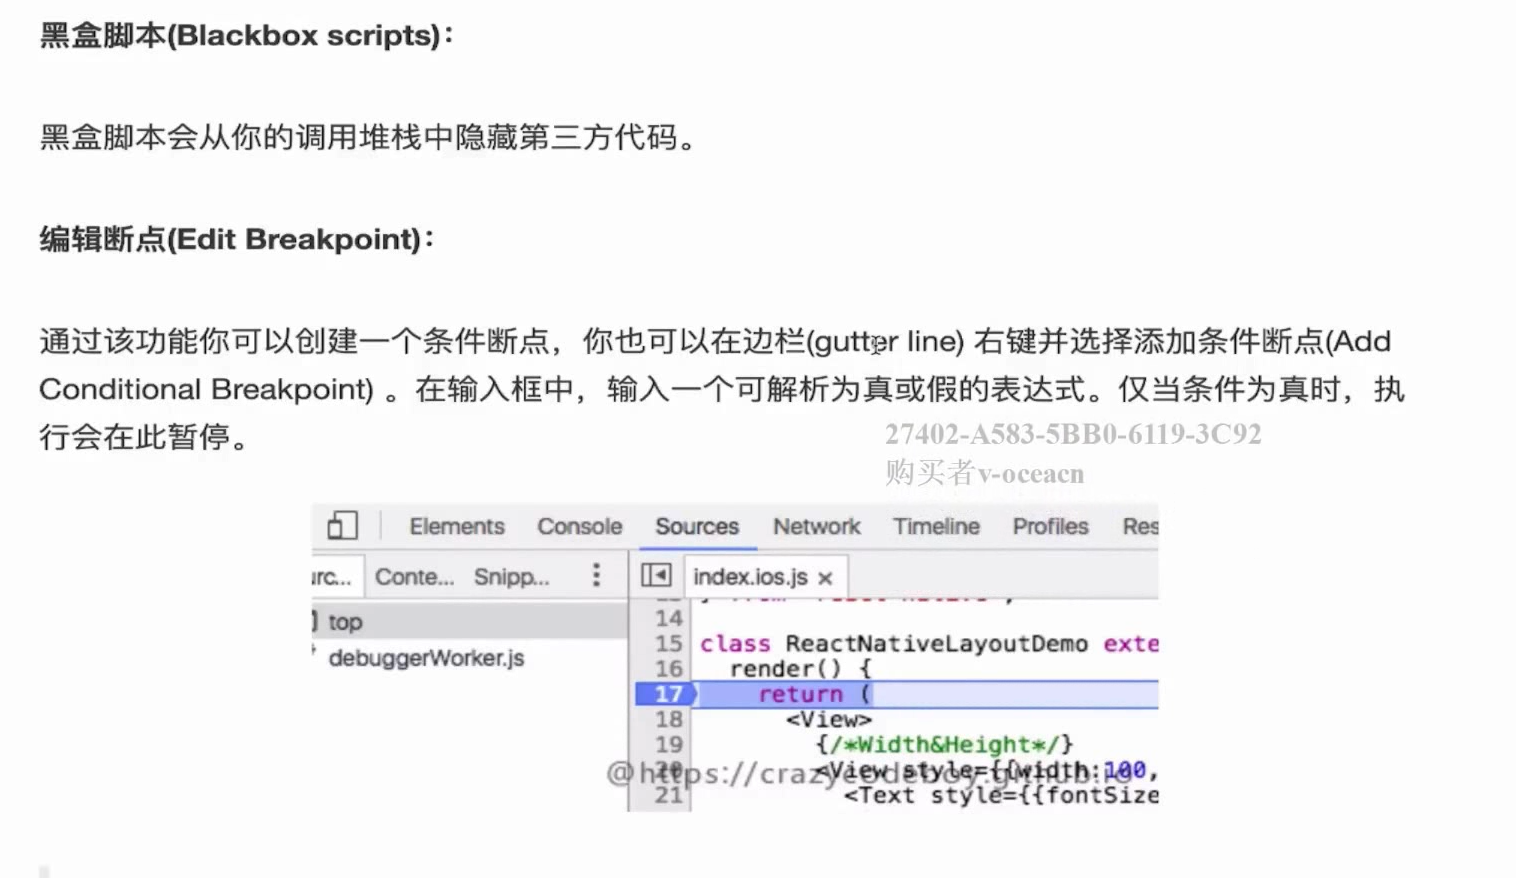 黑盒脚本(Blackbox scripts)：
黑盒脚本会从你的调用堆栈中隐藏第三方代码。
编辑断点(Edit Breakpoint)：
通过该功能你可以创建一个条件断点，你也可以在边栏(gutter line) 右键并选择添加条件断点(Add
Conditional Breakpoint) 。在输入框中，输入一个可解析为真或假的表达式。仅当条件为真时，执
行会在此暂停。
27402-A583-5BB0-6119-3C92
购买者v-oceacn
Elements Console Sources Network Timeline Profiles Res
urc... Conte... Snipp... index.ios.js ×
top
debuggerWorker.js
14
15 class ReactNativeLayoutDemo exte
16 render() {
17 return (
18 <View>
19 {/*Width&Height*/}
20 <View style={{width:100,
@https://crazycodeboy.github.io
21 <Text style={{fontSize